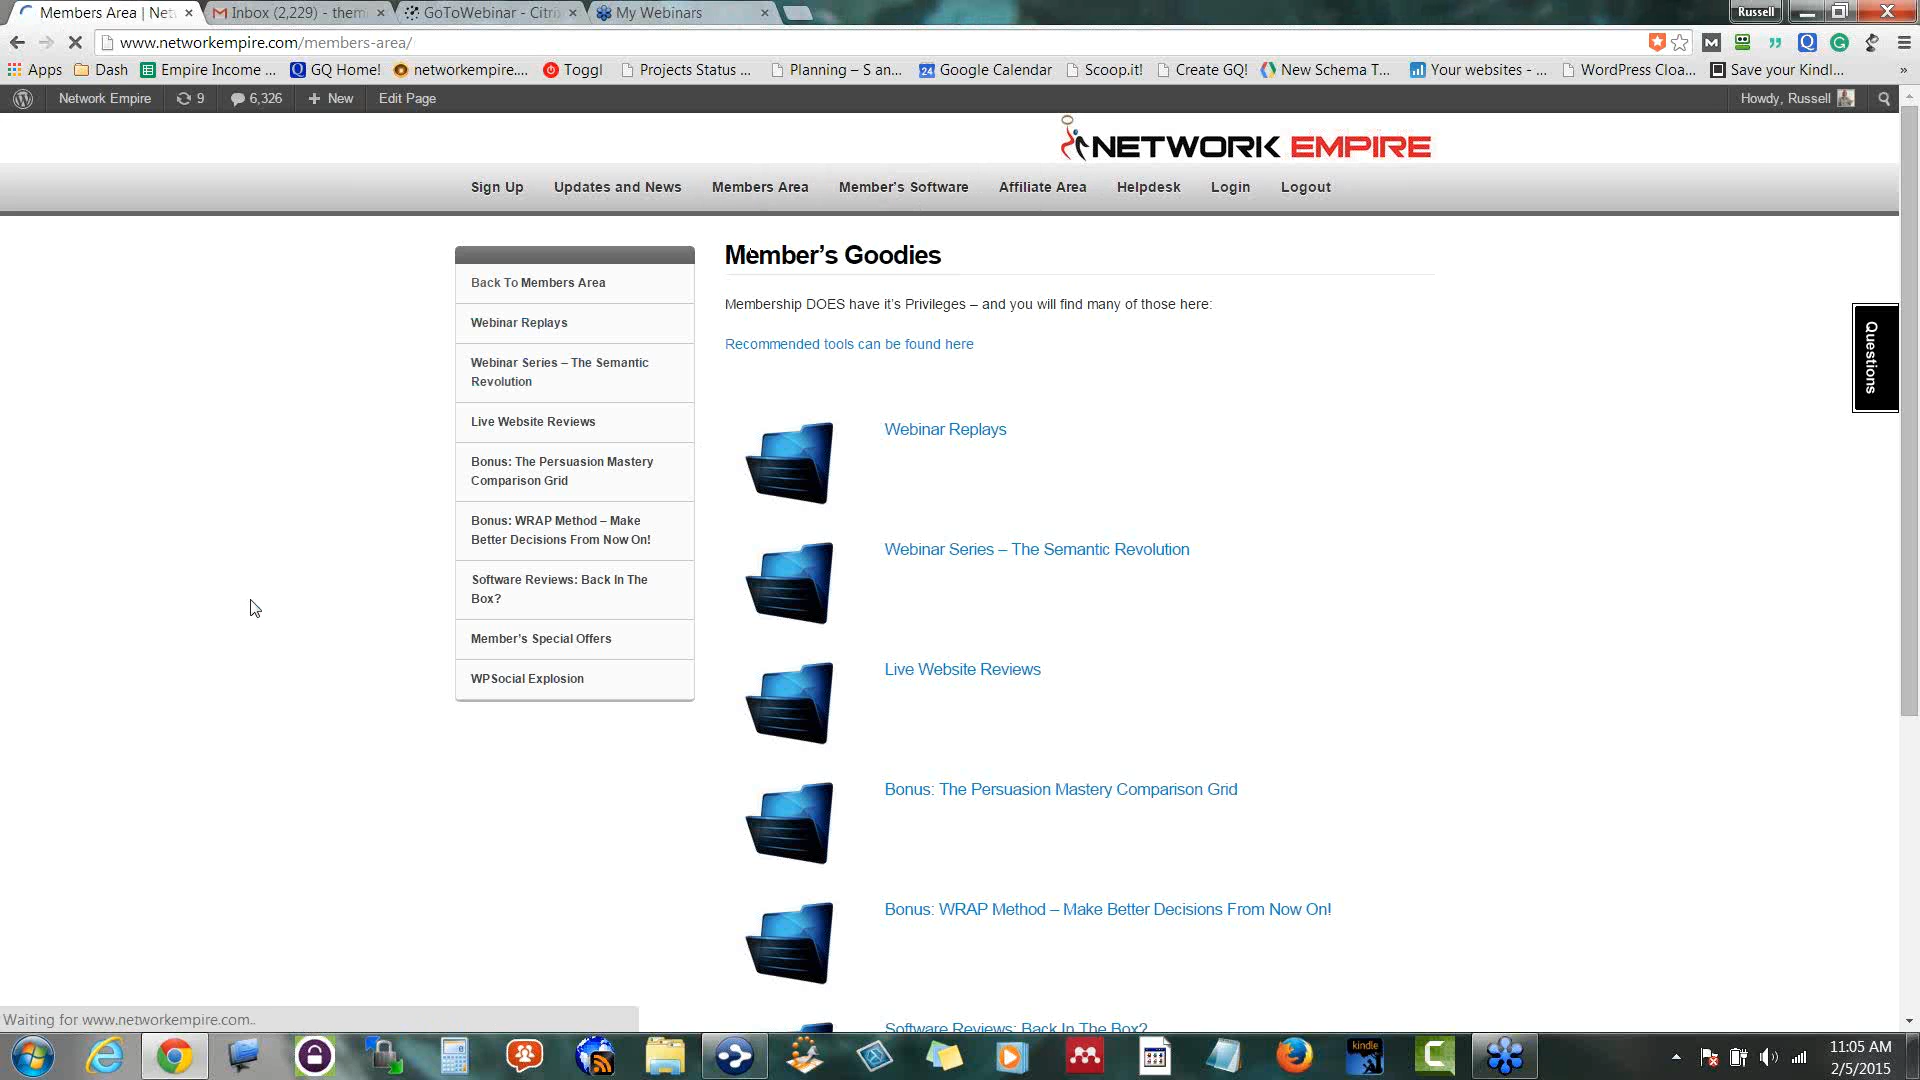 Members Area | Net
Inbox (2,229) - them
GoToWebinar - Citri
My Webinars
Russell
www.networkempire.com/members-area/
Apps
Dash
Empire Income ...
GQ Home!
networkempire....
Toggl
Projects Status ...
Planning – S an...
24 Google Calendar
Scoop.it!
Create GQ!
New Schema T...
Your websites - ...
WordPress Cloa...
Save your Kindl...
»
Network Empire
9
6,326
+ New
Edit Page
Howdy, Russell
NETWORK EMPIRE
Sign Up
Updates and News
Members Area
Member's Software
Affiliate Area
Helpdesk
Login
Logout
Back To Members Area
Webinar Replays
Webinar Series – The Semantic
Revolution
Live Website Reviews
Bonus: The Persuasion Mastery
Comparison Grid
Bonus: WRAP Method – Make
Better Decisions From Now On!
Software Reviews: Back In The
Box?
Member's Special Offers
WPSocial Explosion
Member's Goodies
Membership DOES have it's Privileges – and you will find many of those here:
Recommended tools can be found here
Webinar Replays
Webinar Series – The Semantic Revolution
Live Website Reviews
Bonus: The Persuasion Mastery Comparison Grid
Bonus: WRAP Method – Make Better Decisions From Now On!
Software Reviews: Back In The Box?
Questions
Waiting for www.networkempire.com..
kindle
11:05 AM
2/5/2015